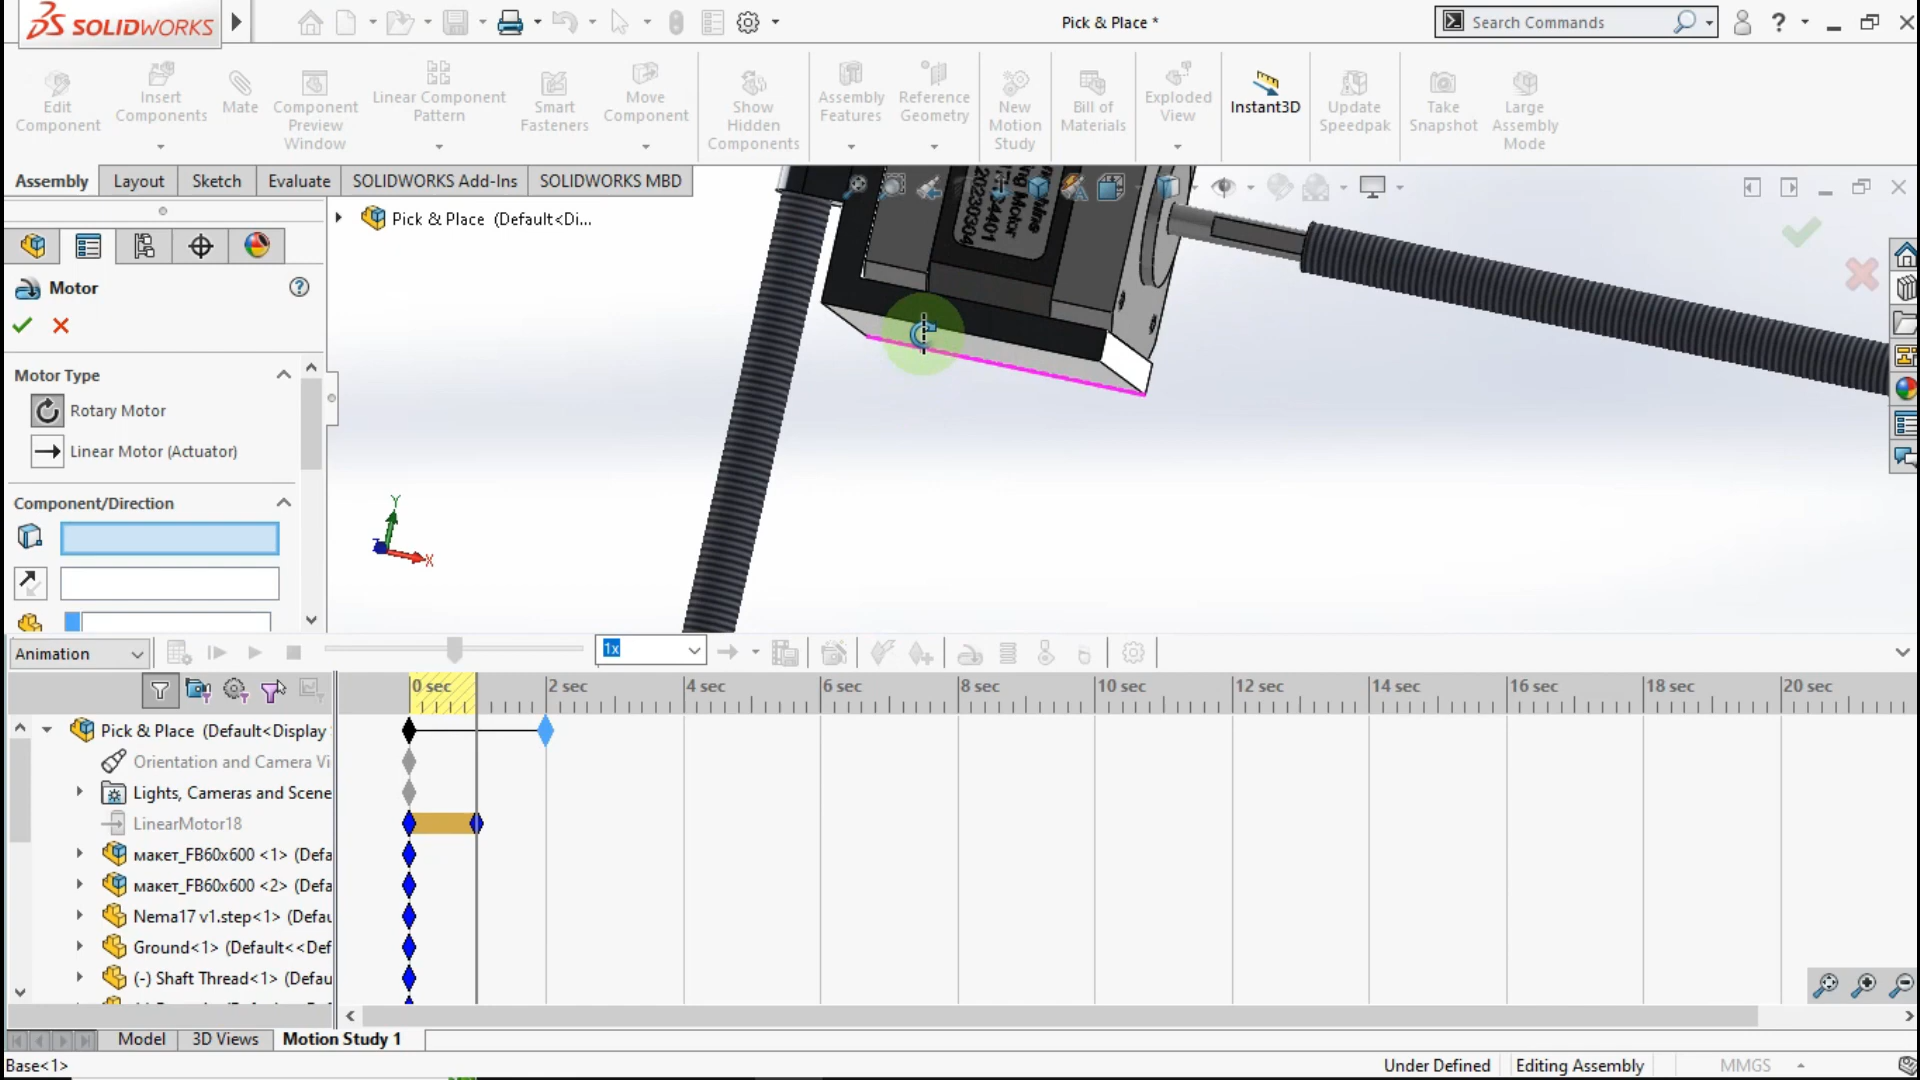 SOLIDWORKS
Pick & Place *
Search Commands
Edit Component
Insert Components
Mate
Component Preview Window
Linear Component Pattern
Smart Fasteners
Move Component
Show Hidden Components
Assembly Features
Reference Geometry
New Motion Study
Bill of Materials
Exploded View
Instant3D
Update Speedpak
Take Snapshot
Large Assembly Mode
Assembly
Layout
Sketch
Evaluate
SOLIDWORKS Add-Ins
SOLIDWORKS MBD
Pick & Place (Default<Di...
Motor
20230304
Motor
Motor Type
Rotary Motor
Linear Motor (Actuator)
Component/Direction
Y
X
Animation
1x
0 sec
2 sec
4 sec
6 sec
8 sec
10 sec
12 sec
14 sec
16 sec
18 sec
20 sec
Pick & Place (Default<Display
Orientation and Camera Vi
Lights, Cameras and Scene
LinearMotor18
макет_FB60x600 <1> (Defa
макет_FB60x600 <2> (Defa
Nema17 v1.step<1> (Defau
Ground<1> (Default<<Def
(-) Shaft Thread<1> (Defau
Model
3D Views
Motion Study 1
Base<1>
Under Defined
Editing Assembly
MMGS